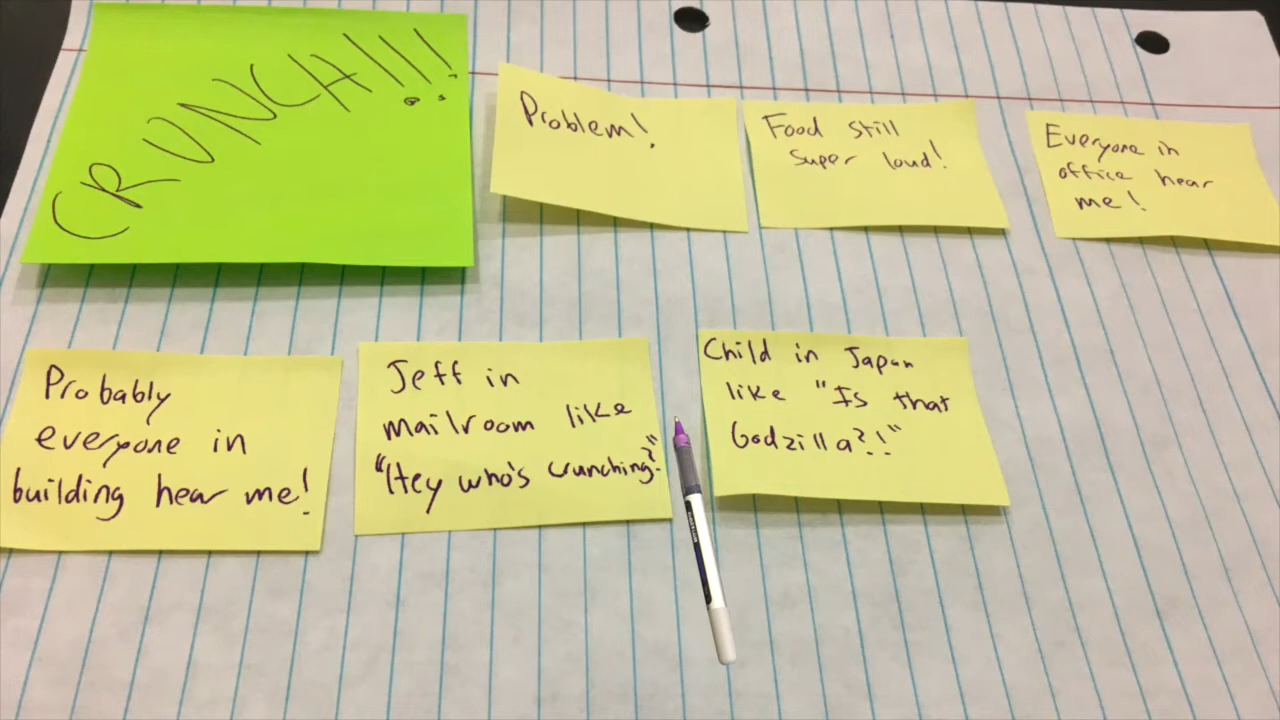 CRUNCH!!!
Problem!
Food still
super loud!
Everyone in
office hear
me!
Probably
everyone in
building hear me!
Jeff in
mailroom like
"Hey who's crunching?"
Child in Japan
like "Is that
Godzilla?!"